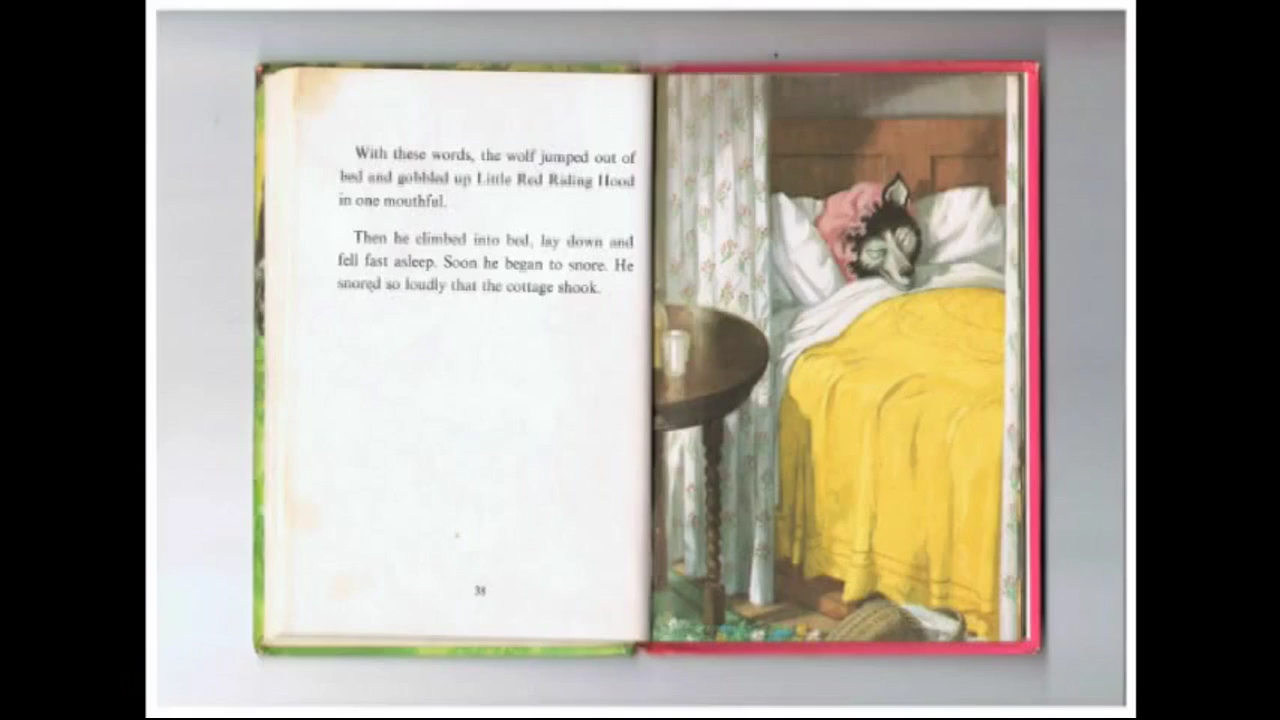 With these words, the wolf jumped out of
bed and gobbled up Little Red Riding Hood
in one mouthful.
Then he climbed into bed, lay down and
fell fast asleep. Soon he began to snore. He
snored so loudly that the cottage shook.
38